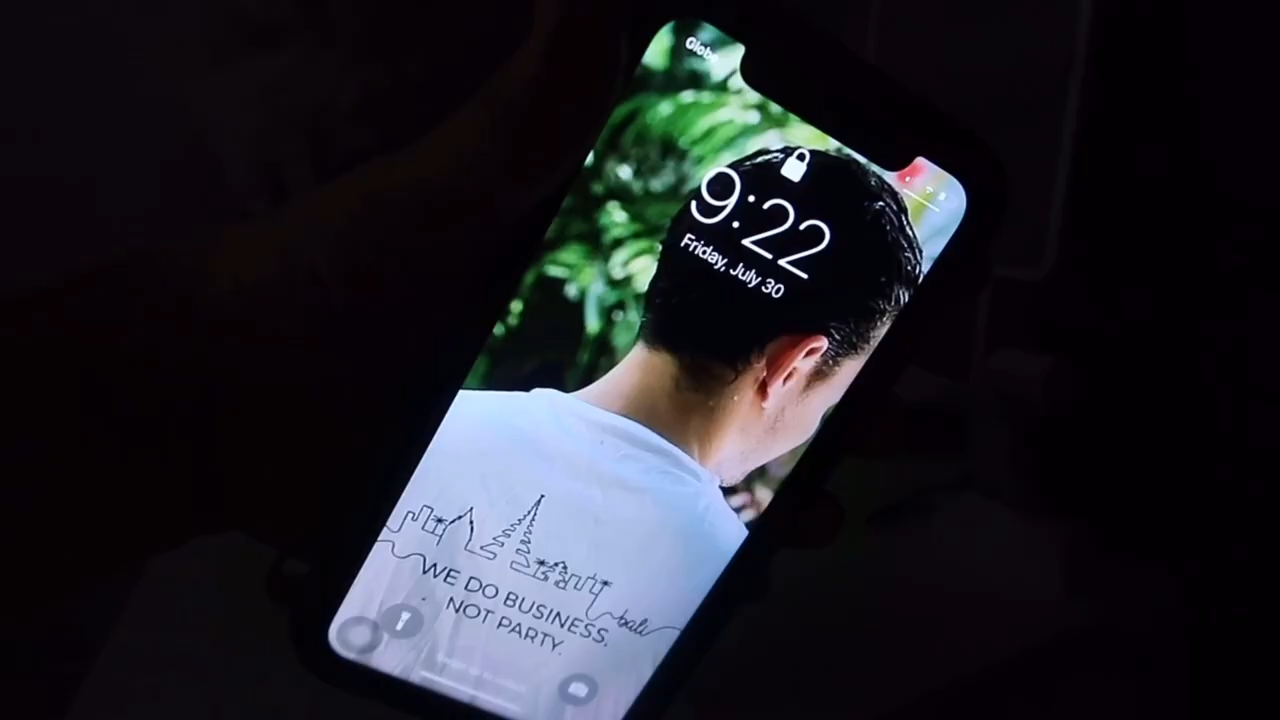 Globe
9:22
Friday, July 30
bali
WE DO BUSINESS,
NOT PARTY.